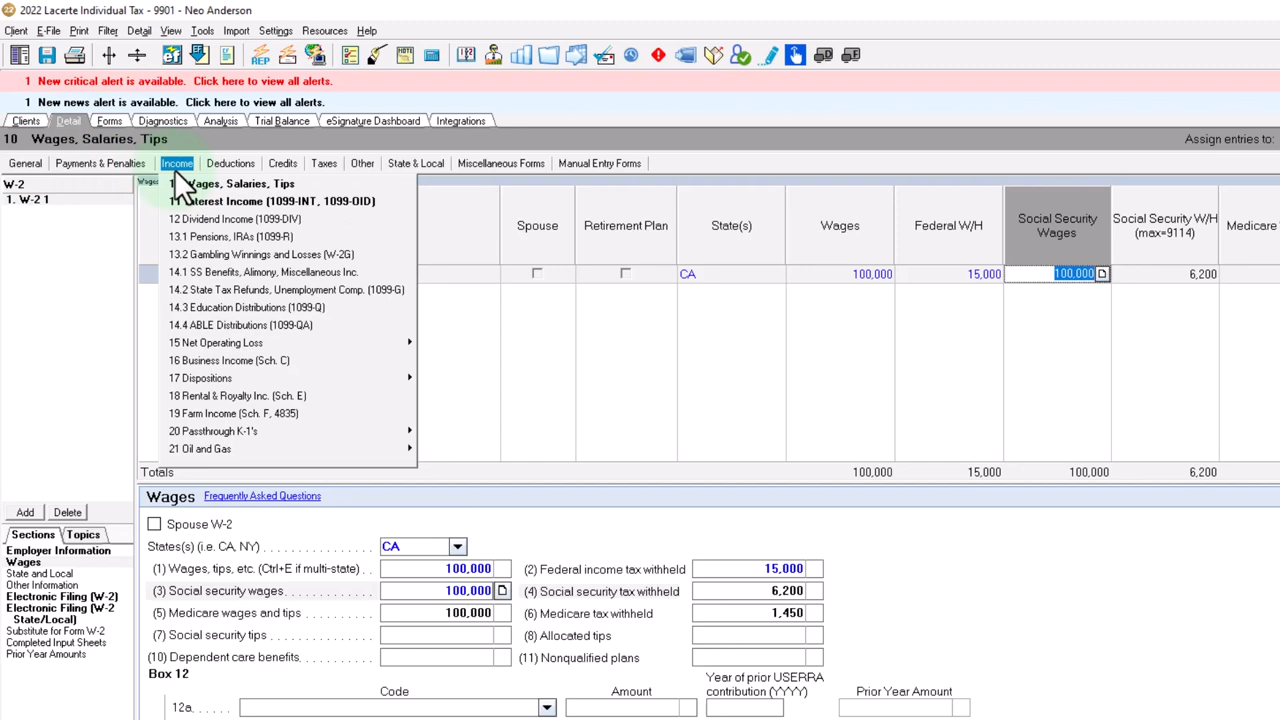 2022 Lacerte Individual Tax - 9901 - Neo Anderson
Client E-File Print Filter Detail View Tools Import Settings Resources Help
1 New critical alert is available. Click here to view all alerts.
1 New news alert is available. Click here to view all alerts.
Clients Detail Forms Diagnostics Analysis Trial Balance eSignature Dashboard Integrations
10 Wages, Salaries, Tips Assign entries to:
General Payments & Penalties Income Deductions Credits Taxes Other State & Local Miscellaneous Forms Manual Entry Forms
W-2
1. W-2 1
Wages, Salaries, Tips
11 Interest Income (1099-INT, 1099-OID)
12 Dividend Income (1099-DIV)
13.1 Pensions, IRAs (1099-R)
13.2 Gambling Winnings and Losses (W-2G)
14.1 SS Benefits, Alimony, Miscellaneous Inc.
14.2 State Tax Refunds, Unemployment Comp. (1099-G)
14.3 Education Distributions (1099-Q)
14.4 ABLE Distributions (1099-QA)
15 Net Operating Loss
16 Business Income (Sch. C)
17 Dispositions
18 Rental & Royalty Inc. (Sch. E)
19 Farm Income (Sch. F, 4835)
20 Passthrough K-1's
21 Oil and Gas
Spouse Retirement Plan State(s) Wages Federal W/H Social Security Wages Social Security W/H (max=9114) Medicare
CA 100,000 15,000 100,000 6,200
Totals 100,000 15,000 100,000 6,200
Add Delete
Sections Topics
Employer Information
Wages
State and Local
Other Information
Electronic Filing (W-2)
Electronic Filing (W-2
State/Local)
Substitute for Form W-2
Completed Input Sheets
Prior Year Amounts
Wages Frequently Asked Questions
Spouse W-2
States(s) (i.e. CA, NY) CA
(1) Wages, tips, etc. (Ctrl+E if multi-state) 100,000 (2) Federal income tax withheld 15,000
(3) Social security wages 100,000 (4) Social security tax withheld 6,200
(5) Medicare wages and tips 100,000 (6) Medicare tax withheld 1,450
(7) Social security tips (8) Allocated tips
(10) Dependent care benefits (11) Nonqualified plans
Box 12
Code Amount Year of prior USERRA contribution (YYYY) Prior Year Amount
12a